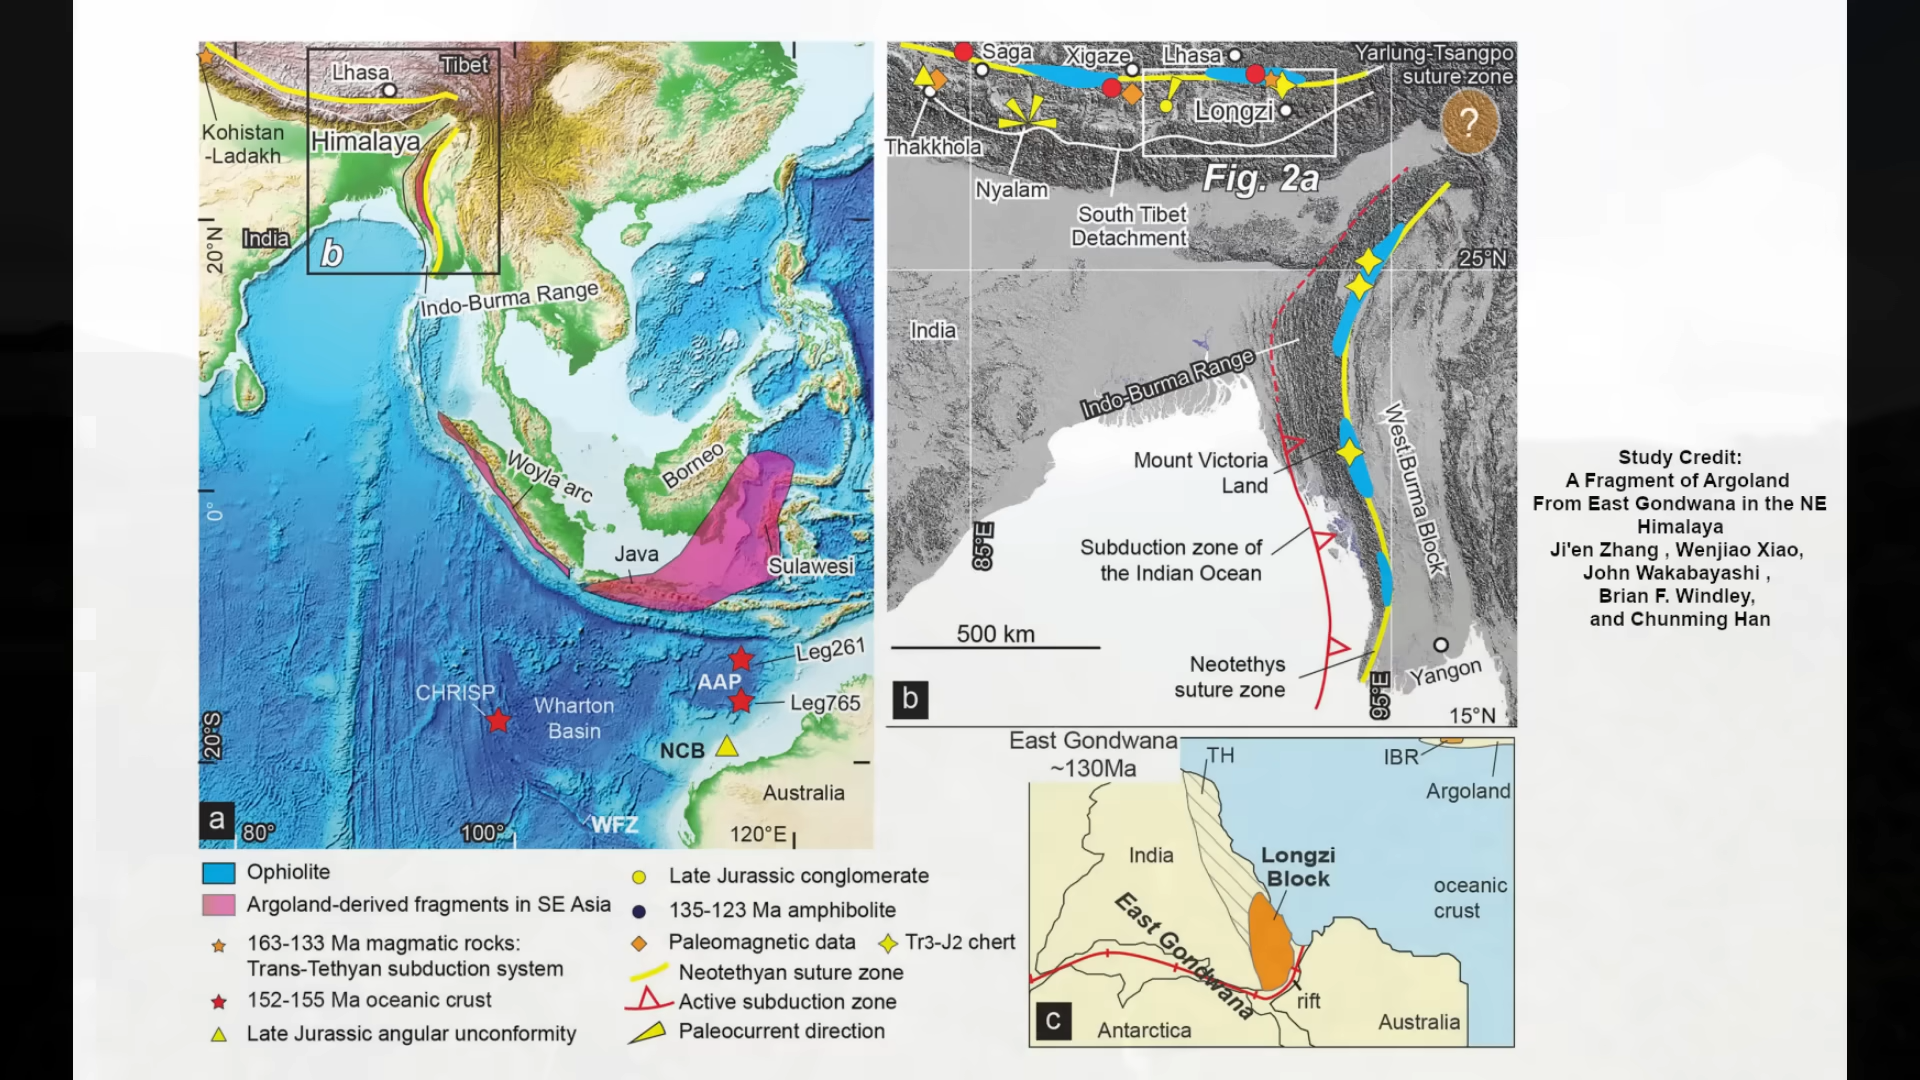 Lhasa
Tibet
Kohistan
-Ladakh
Himalaya
India
b
20°N
Indo-Burma Range
Woyla arc
Borneo
0°
Java
Sulawesi
Leg261
AAP
CHRISP
Wharton
Basin
Leg765
NCB
20°S
Australia
WFZ
a
80°
100°
120°E
Saga
Xigaze
Lhasa
Yarlung-Tsangpo
suture zone
Longzi
?
Thakkhola
Nyalam
Fig. 2a
South Tibet
Detachment
25°N
India
Indo-Burma Range
West Burma Block
Mount Victoria
Land
85°E
Subduction zone of
the Indian Ocean
500 km
Neotethys
suture zone
Yangon
95°E
15°N
b
East Gondwana
~130Ma
TH
IBR
Argoland
India
Longzi
Block
oceanic
crust
East Gondwana
rift
c
Antarctica
Australia
Ophiolite
Argoland-derived fragments in SE Asia
163-133 Ma magmatic rocks:
Trans-Tethyan subduction system
152-155 Ma oceanic crust
Late Jurassic angular unconformity
Late Jurassic conglomerate
135-123 Ma amphibolite
Paleomagnetic data
Tr3-J2 chert
Neotethyan suture zone
Active subduction zone
Paleocurrent direction
Study Credit:
A Fragment of Argoland
From East Gondwana in the NE
Himalaya
Ji'en Zhang , Wenjiao Xiao,
John Wakabayashi ,
Brian F. Windley,
and Chunming Han